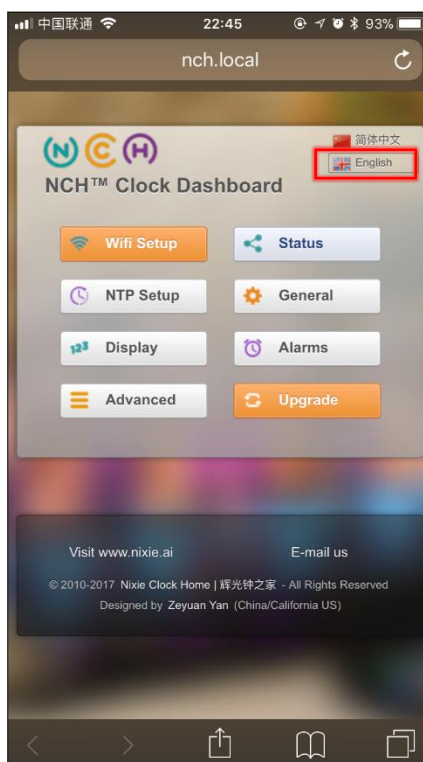 中国联通 22:45 93%
nch.local
简体中文
English
N C H
NCH™ Clock Dashboard
Wifi Setup
Status
NTP Setup
General
123 Display
Alarms
Advanced
Upgrade
Visit www.nixie.ai
E-mail us
© 2010-2017 Nixie Clock Home | 辉光钟之家 - All Rights Reserved
Designed by Zeyuan Yan (China/California US)